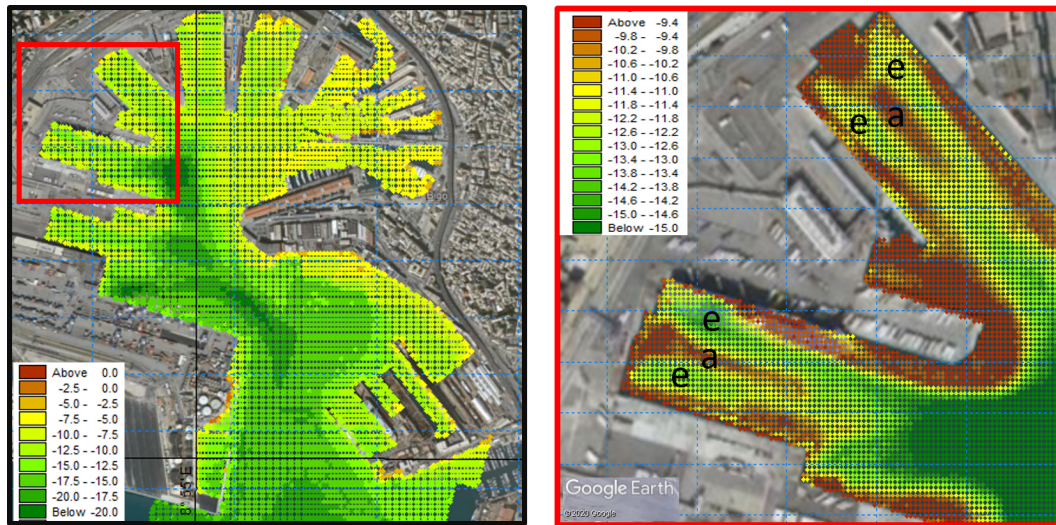 Above 0.0
-2.5 - 0.0
-5.0 - -2.5
-7.5 - -5.0
-10.0 - -7.5
-12.5 - -10.0
-15.0 - -12.5
-17.5 - -15.0
-20.0 - -17.5
Below -20.0
8°55'E
Above -9.4
-9.8 - -9.4
-10.2 - -9.8
-10.6 - -10.2
-11.0 - -10.6
-11.4 - -11.0
-11.8 - -11.4
-12.2 - -11.8
-12.6 - -12.2
-13.0 - -12.6
-13.4 - -13.0
-13.8 - -13.4
-14.2 - -13.8
-14.6 - -14.2
-15.0 - -14.6
Below -15.0
e
a
e
e
a
e
Google Earth
©2020 Google